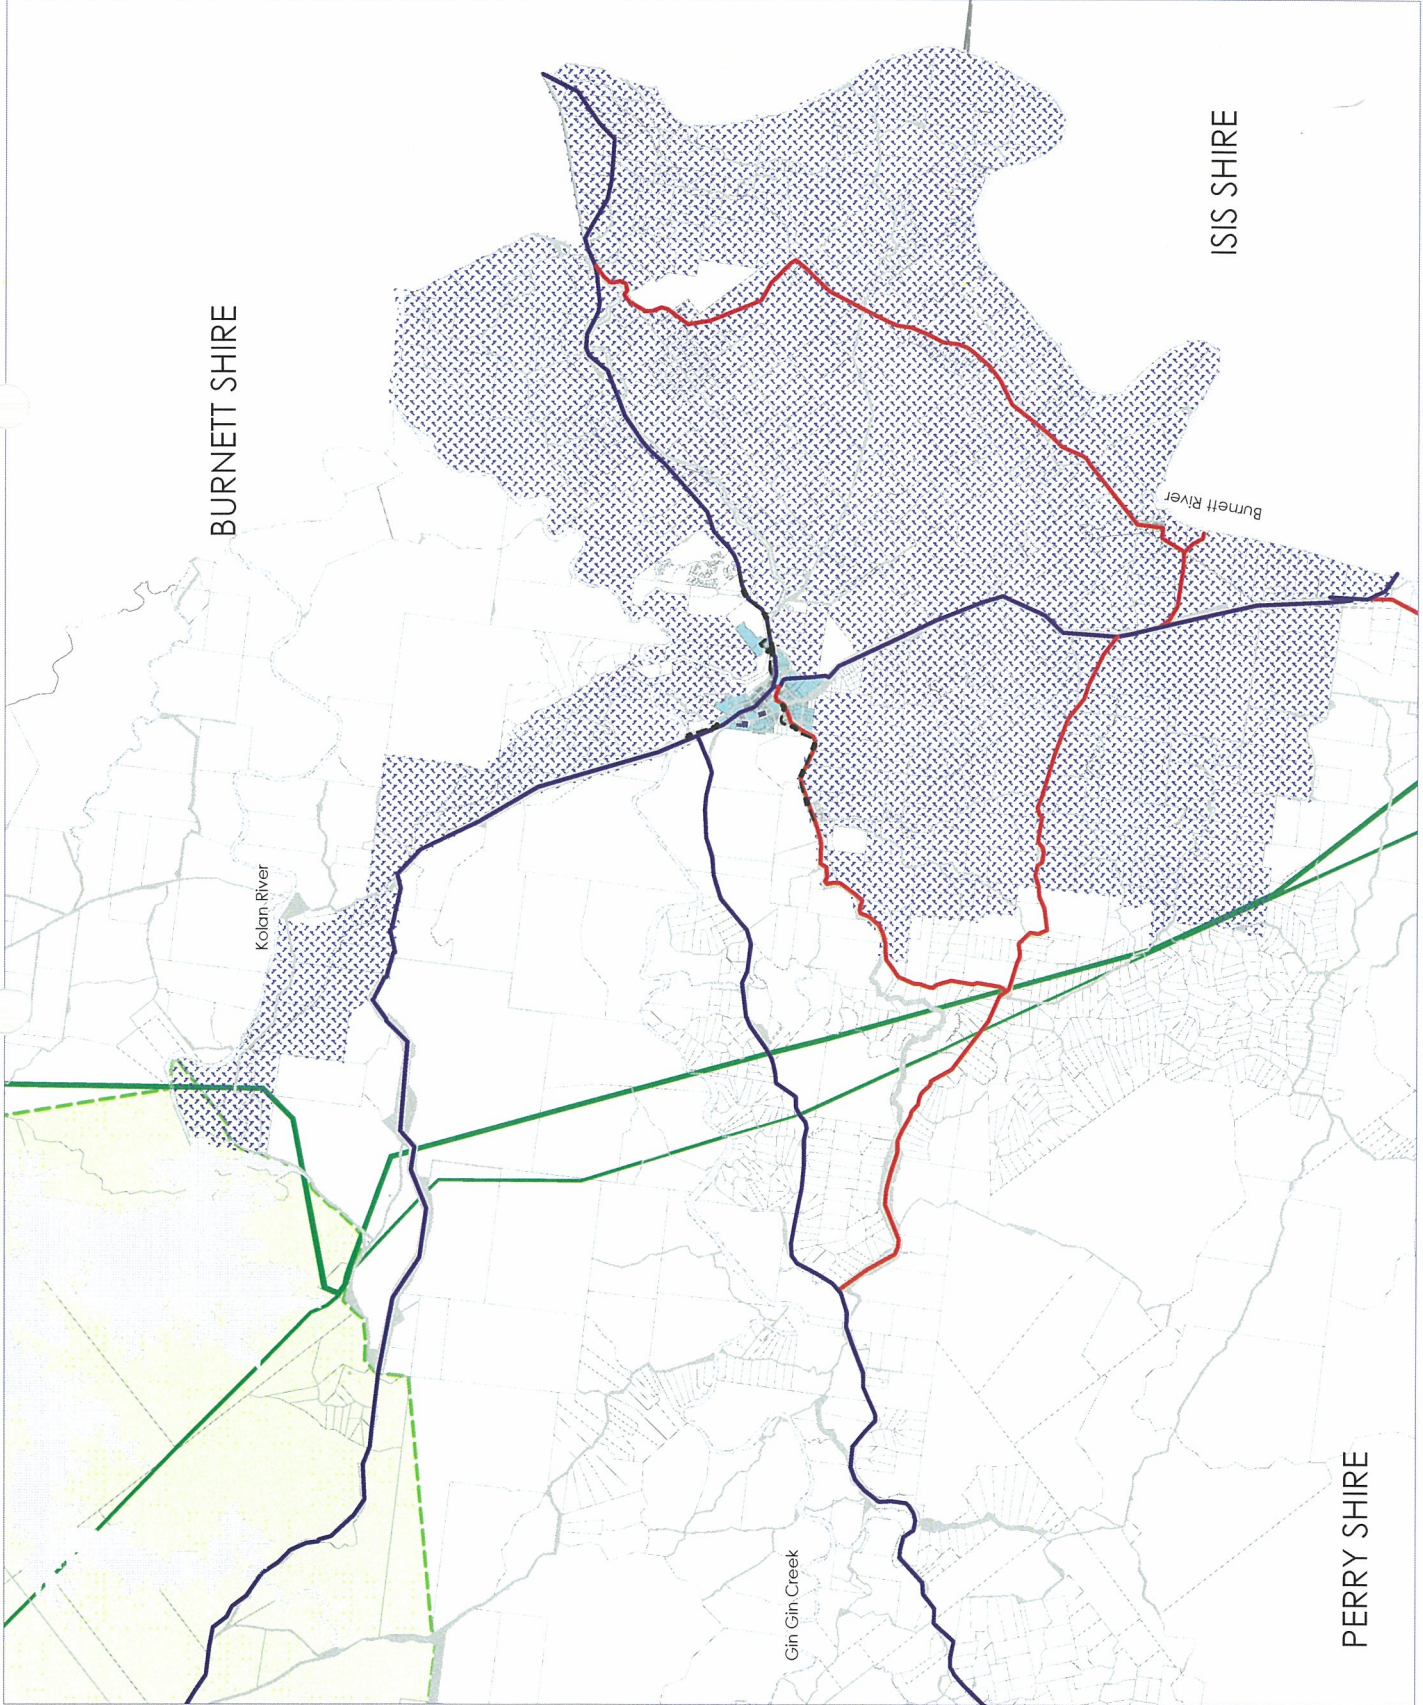 BURNETT SHIRE
ISIS SHIRE
Burnett River
Kolan River
Gin Gin Creek
PERRY SHIRE